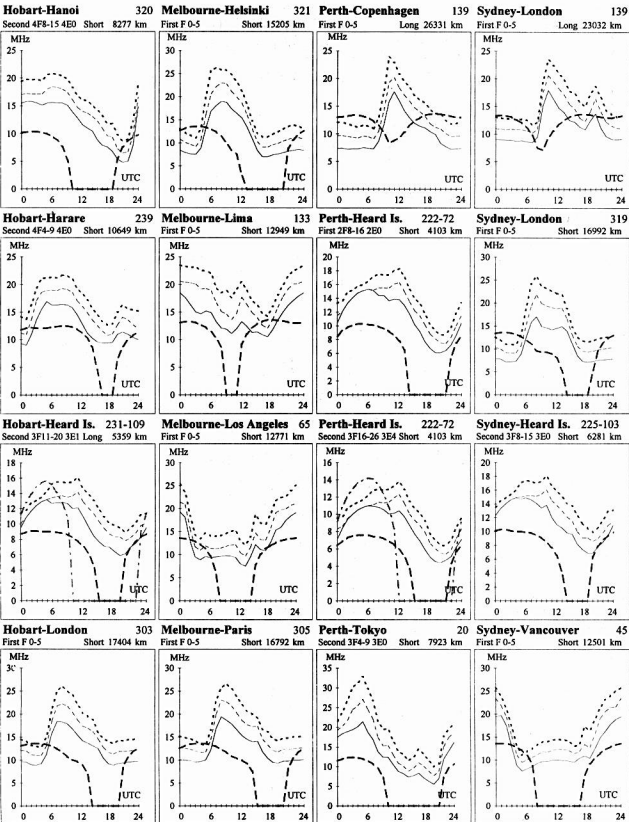 Hobart-Hanoi 320
Second 4F8-15 4E0 Short 8277 km
MHz
25
20
15
10
5
0
UTC
0 6 12 18 24
Melbourne-Helsinki 321
First F 0-5 Short 15205 km
MHz
30
25
20
15
10
5
0
UTC
0 6 12 18 24
Perth-Copenhagen 139
First F 0-5 Long 26331 km
MHz
25
20
15
10
5
0
UTC
0 6 12 18 24
Sydney-London 139
First F 0-5 Long 23032 km
MHz
25
20
15
10
5
0
UTC
0 6 12 18 24
Hobart-Harare 239
Second 4F4-9 4E0 Short 10649 km
MHz
25
20
15
10
5
0
UTC
0 6 12 18 24
Melbourne-Lima 133
First F 0-5 Short 12949 km
MHz
25
20
15
10
5
0
UTC
0 6 12 18 24
Perth-Heard Is. 222-72
First 2F8-16 2E0 Short 4103 km
MHz
20
18
16
14
12
10
8
6
4
2
0
UTC
0 6 12 18 24
Sydney-London 319
First F 0-5 Short 16992 km
MHz
30
25
20
15
10
5
0
UTC
0 6 12 18 24
Hobart-Heard Is. 231-109
Second 3F11-20 3E1 Long 5359 km
MHz
18
16
14
12
10
8
6
4
2
0
UTC
0 6 12 18 24
Melbourne-Los Angeles 65
First F 0-5 Short 12771 km
MHz
30
25
20
15
10
5
0
UTC
0 6 12 18 24
Perth-Heard Is. 222-72
Second 3F16-26 3E4 Short 4103 km
MHz
16
14
12
10
8
6
4
2
0
UTC
0 6 12 18 24
Sydney-Heard Is. 225-103
Second 3F8-15 3E0 Short 6281 km
MHz
18
16
14
12
10
8
6
4
2
0
UTC
0 6 12 18 24
Hobart-London 303
First F 0-5 Short 17404 km
MHz
30
25
20
15
10
5
0
UTC
0 6 12 18 24
Melbourne-Paris 305
First F 0-5 Short 16792 km
MHz
30
25
20
15
10
5
0
UTC
0 6 12 18 24
Perth-Tokyo 20
Second 3F4-9 3E0 Short 7923 km
MHz
35
30
25
20
15
10
5
0
UTC
0 6 12 18 24
Sydney-Vancouver 45
First F 0-5 Short 12501 km
MHz
30
25
20
15
10
5
0
UTC
0 6 12 18 24